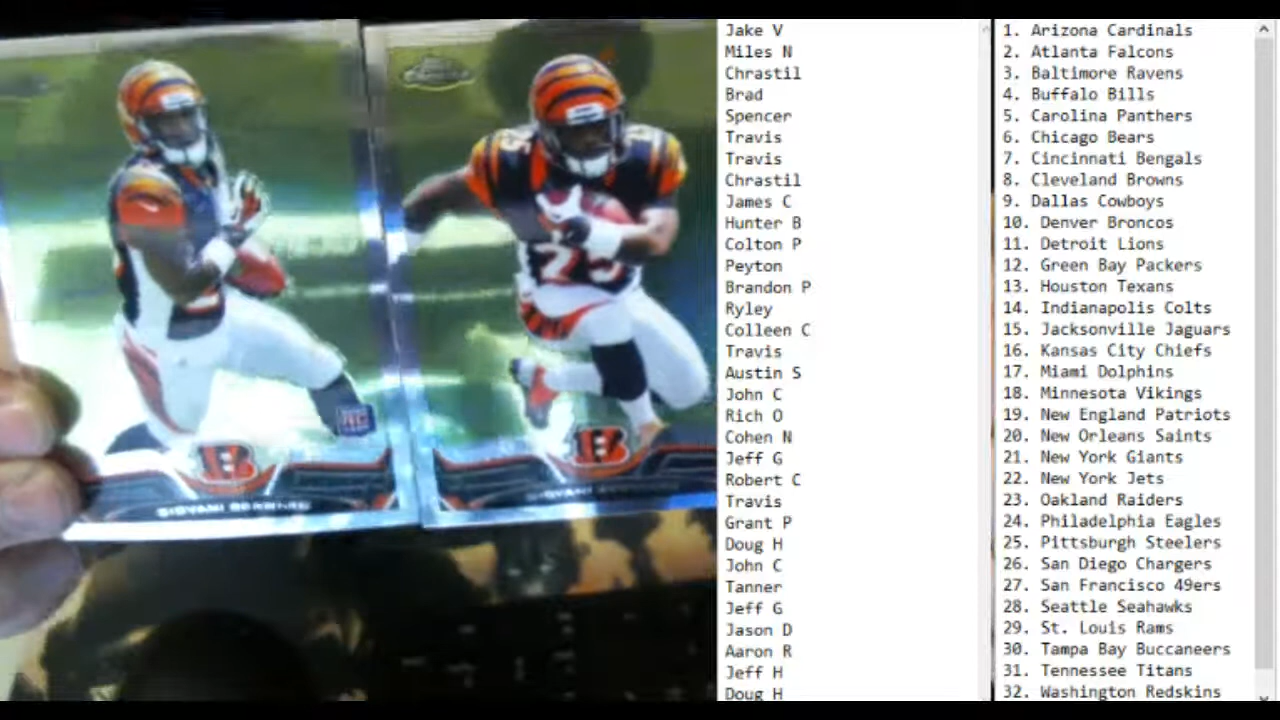 GIOVANI BERNARD
25
Jake V
Miles N
Chrastil
Brad
Spencer
Travis
Travis
Chrastil
James C
Hunter B
Colton P
Peyton
Brandon P
Ryley
Colleen C
Travis
Austin S
John C
Rich O
Cohen N
Jeff G
Robert C
Travis
Grant P
Doug H
John C
Tanner
Jeff G
Jason D
Aaron R
Jeff H
Doug H
1. Arizona Cardinals
2. Atlanta Falcons
3. Baltimore Ravens
4. Buffalo Bills
5. Carolina Panthers
6. Chicago Bears
7. Cincinnati Bengals
8. Cleveland Browns
9. Dallas Cowboys
10. Denver Broncos
11. Detroit Lions
12. Green Bay Packers
13. Houston Texans
14. Indianapolis Colts
15. Jacksonville Jaguars
16. Kansas City Chiefs
17. Miami Dolphins
18. Minnesota Vikings
19. New England Patriots
20. New Orleans Saints
21. New York Giants
22. New York Jets
23. Oakland Raiders
24. Philadelphia Eagles
25. Pittsburgh Steelers
26. San Diego Chargers
27. San Francisco 49ers
28. Seattle Seahawks
29. St. Louis Rams
30. Tampa Bay Buccaneers
31. Tennessee Titans
32. Washington Redskins